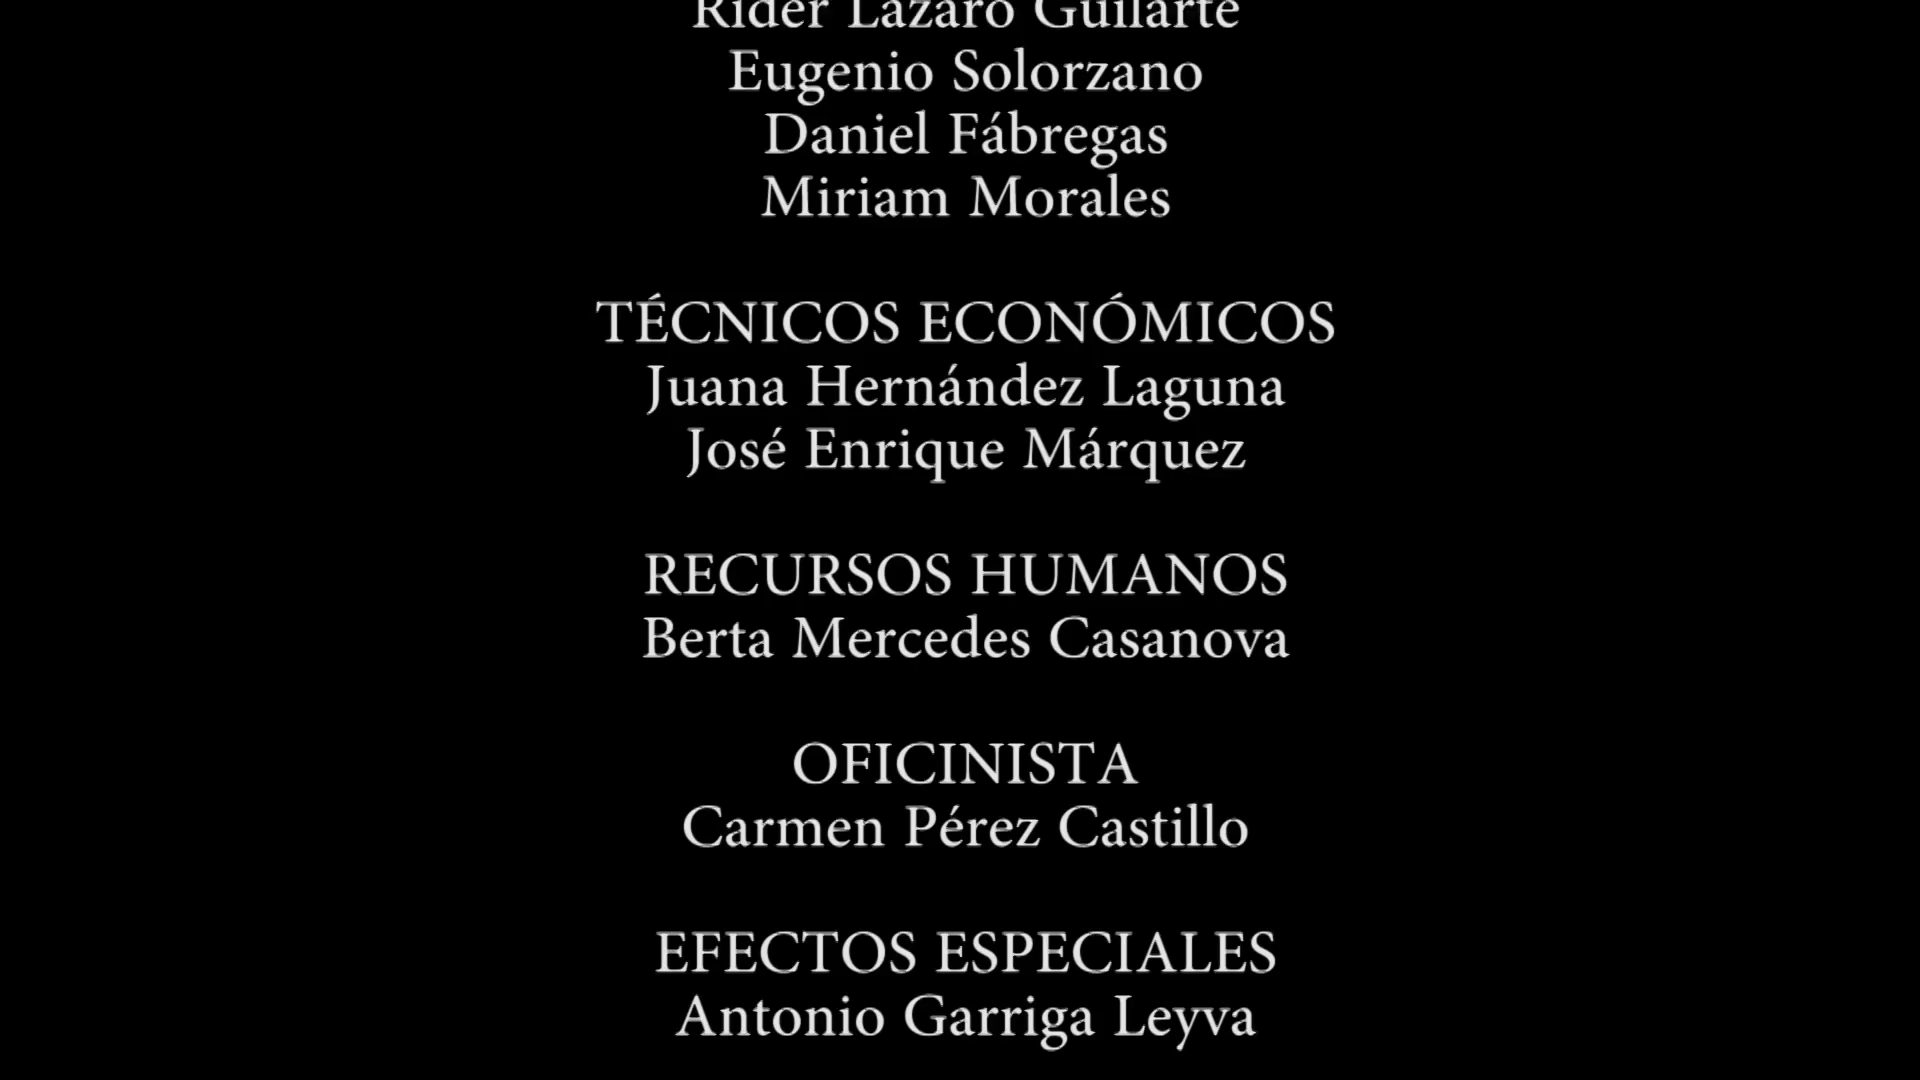 Rider Lázaro Guilarte
Eugenio Solorzano
Daniel Fábregas
Miriam Morales
TÉCNICOS ECONÓMICOS
Juana Hernández Laguna
José Enrique Márquez
RECURSOS HUMANOS
Berta Mercedes Casanova
OFICINISTA
Carmen Pérez Castillo
EFECTOS ESPECIALES
Antonio Garriga Leyva